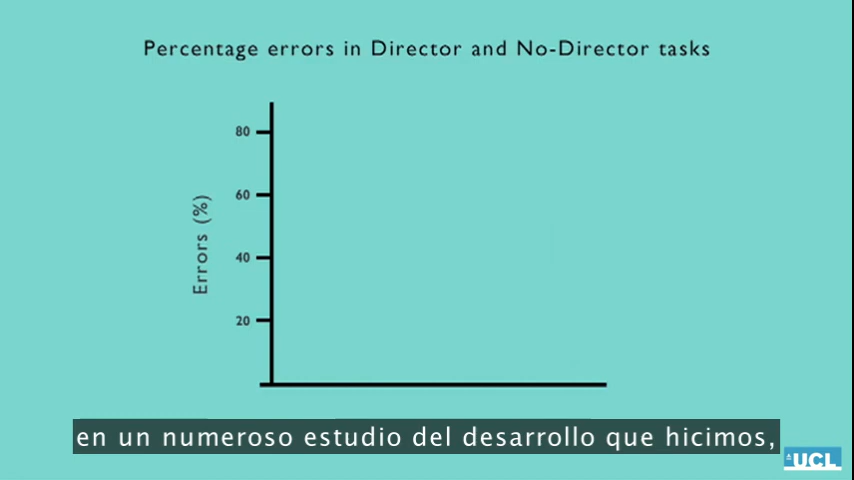 Percentage errors in Director and No-Director tasks
80
60
40
20
Errors (%)
en un numeroso estudio del desarrollo que hicimos,
UCL